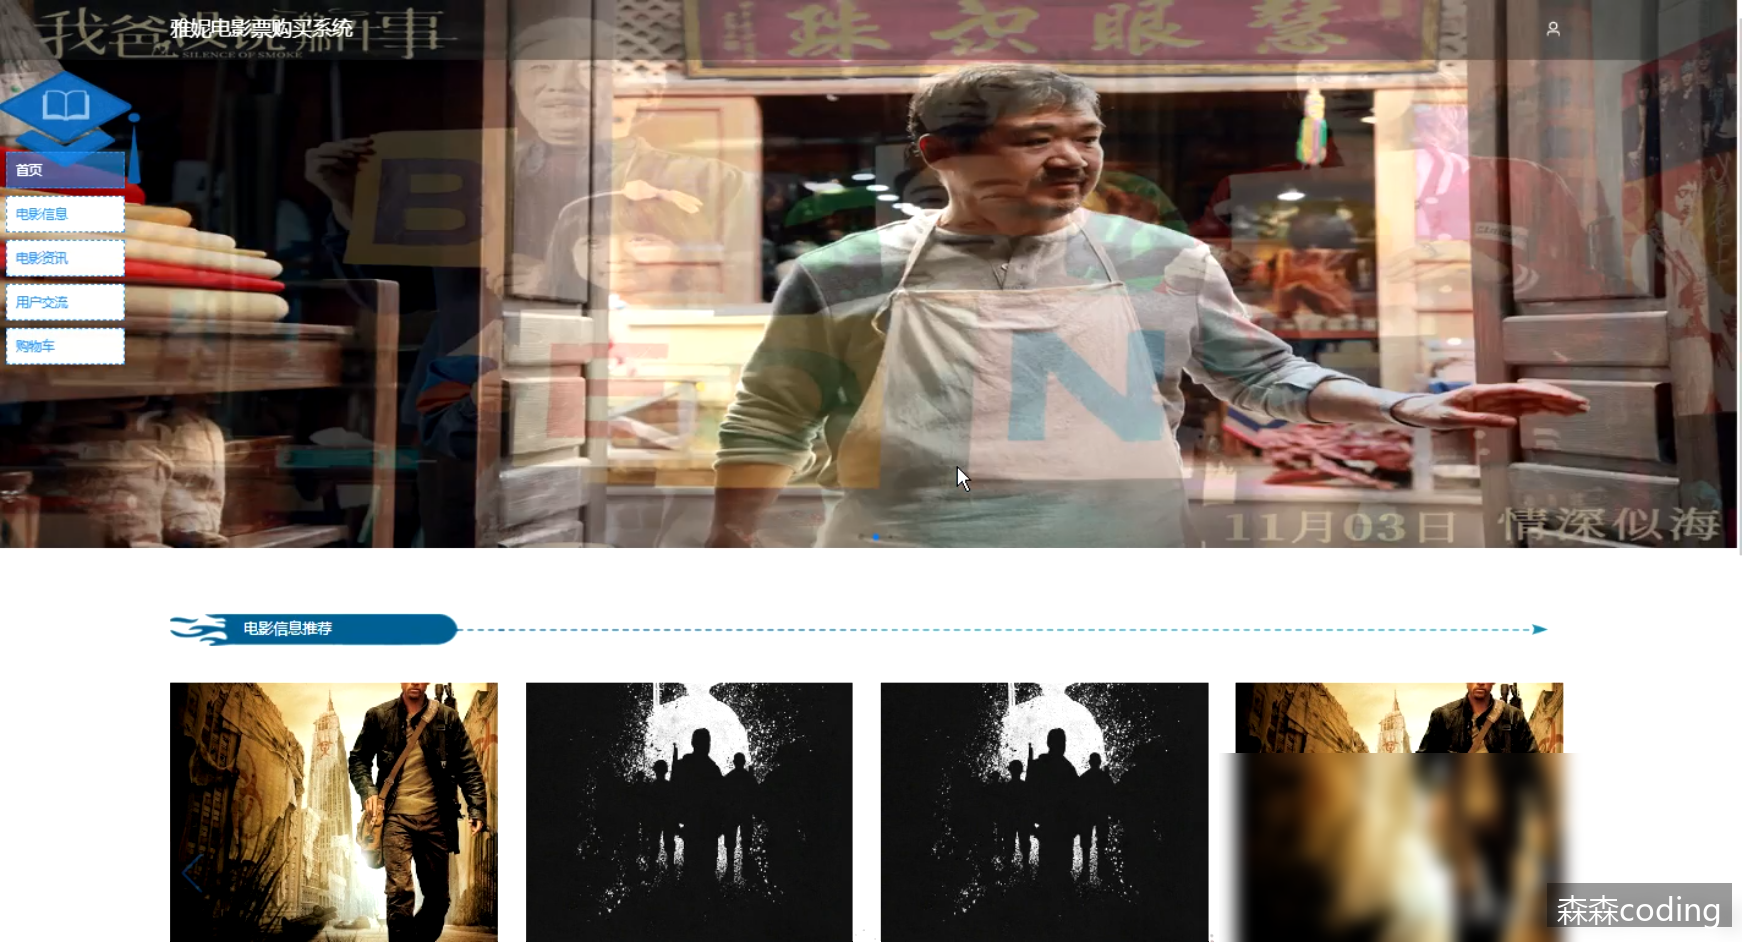 我爸没说的那件事
雅妮电影票购买系统
SILENCE OF SMOKE
珠识眼慧
首页
电影信息
电影资讯
用户交流
购物车
B
N
11月03日 情深似海
电影信息推荐
森森coding